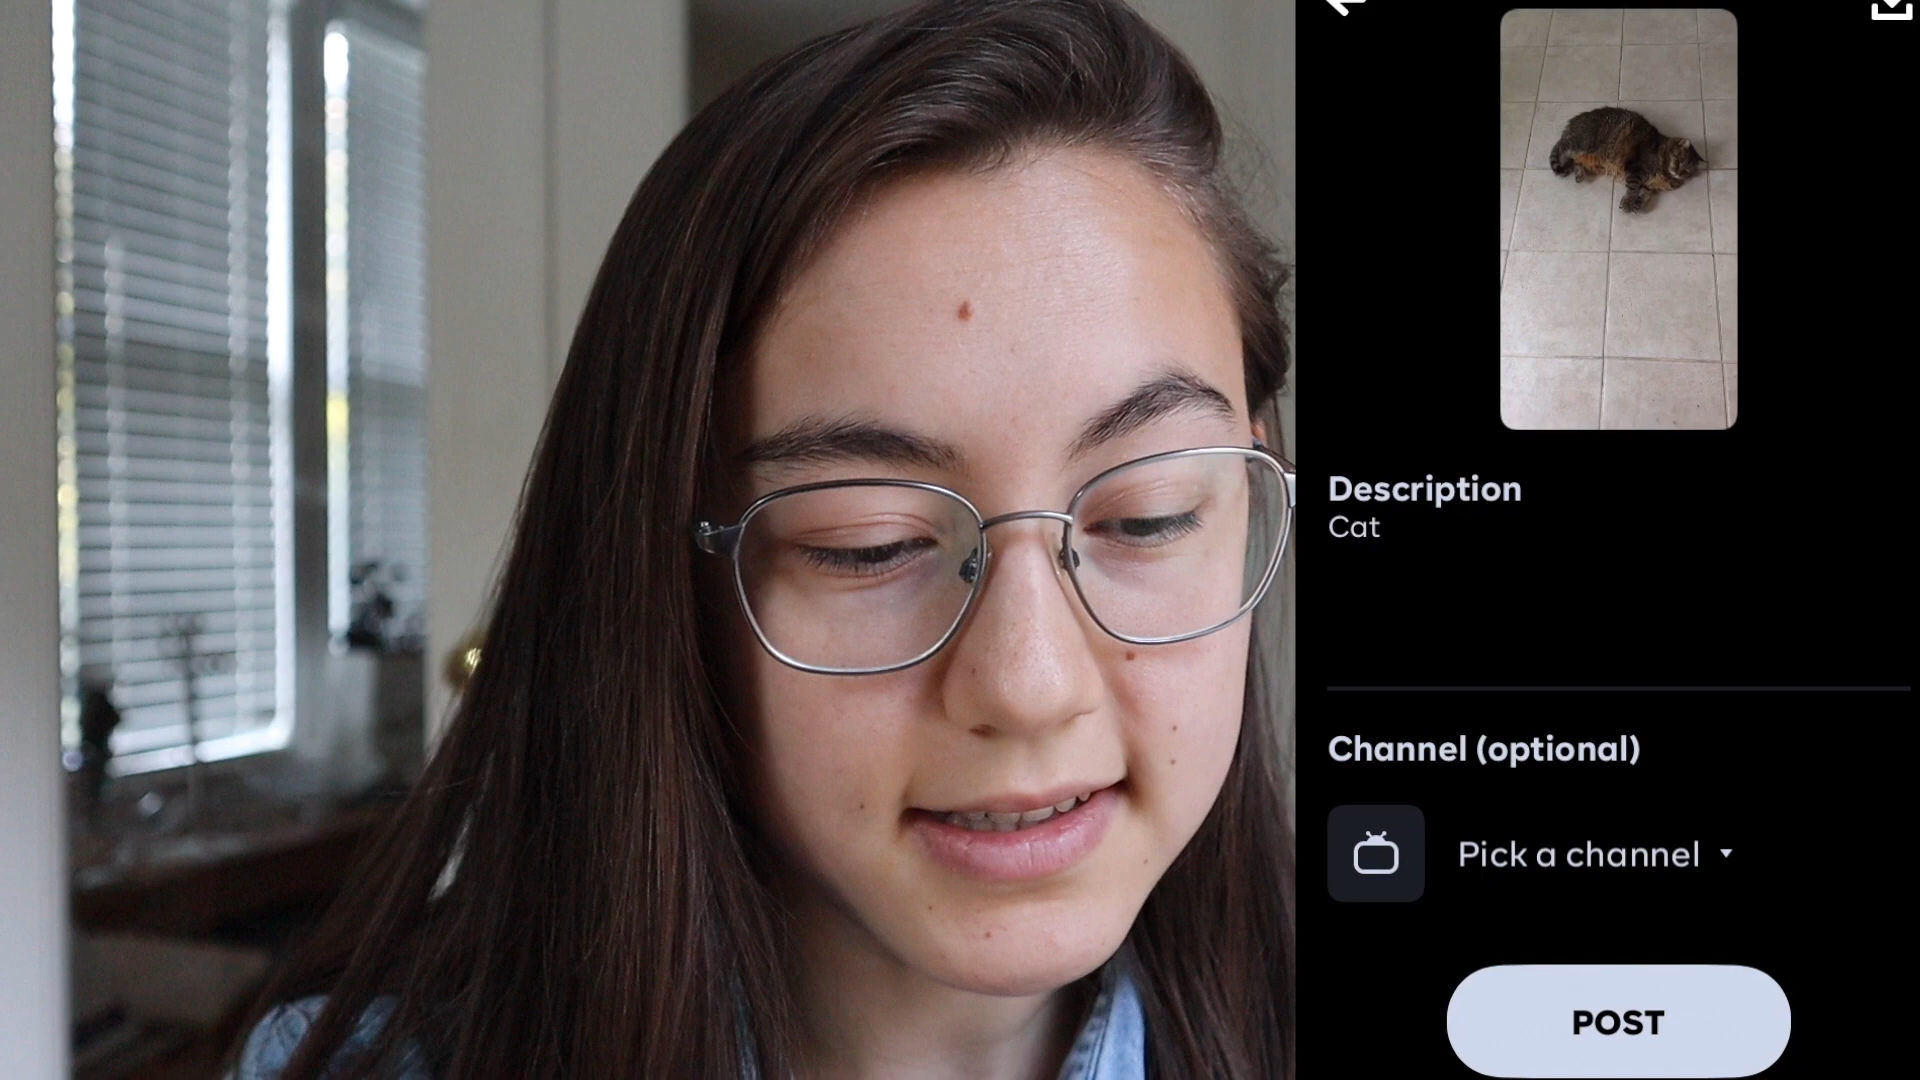 Description
Cat
Channel (optional)
Pick a channel
POST